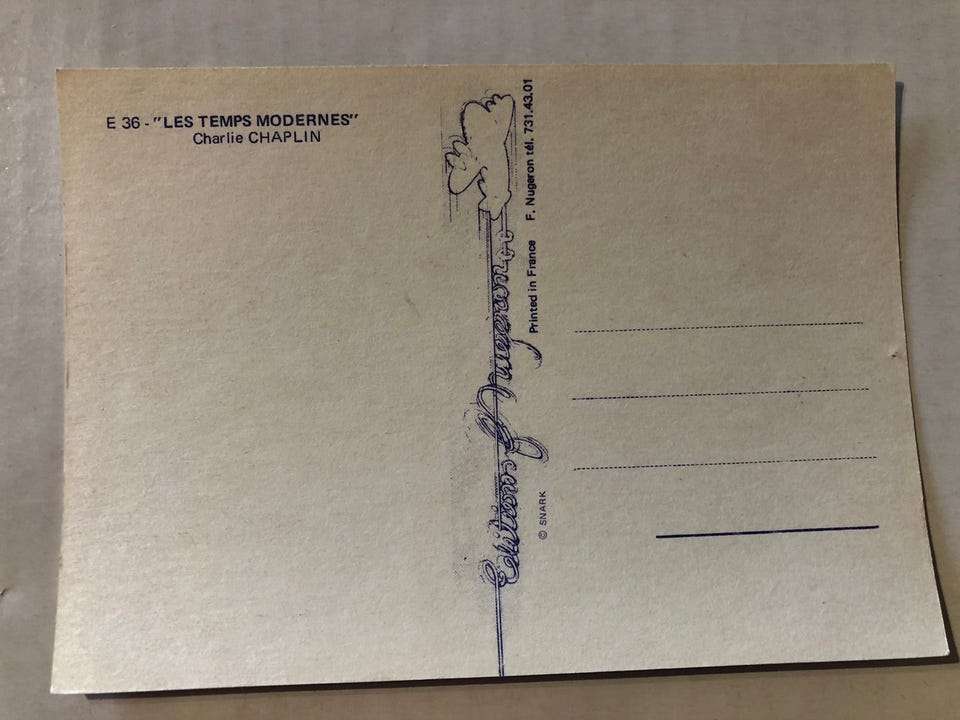 E 36 - "LES TEMPS MODERNES"
Charlie CHAPLIN
Editions f Nugeron
Printed in France F. Nugeron tél. 731.43.01
© SNARK